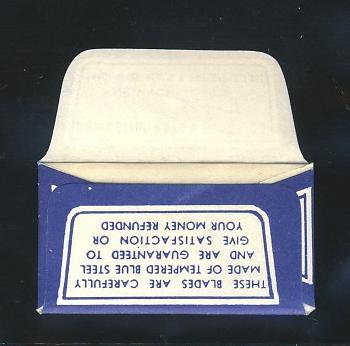 THESE BLADES ARE CAREFULLY
MADE OF TEMPERED BLUE STEEL
AND ARE GUARANTEED TO
GIVE SATISFACTION OR
YOUR MONEY REFUNDED